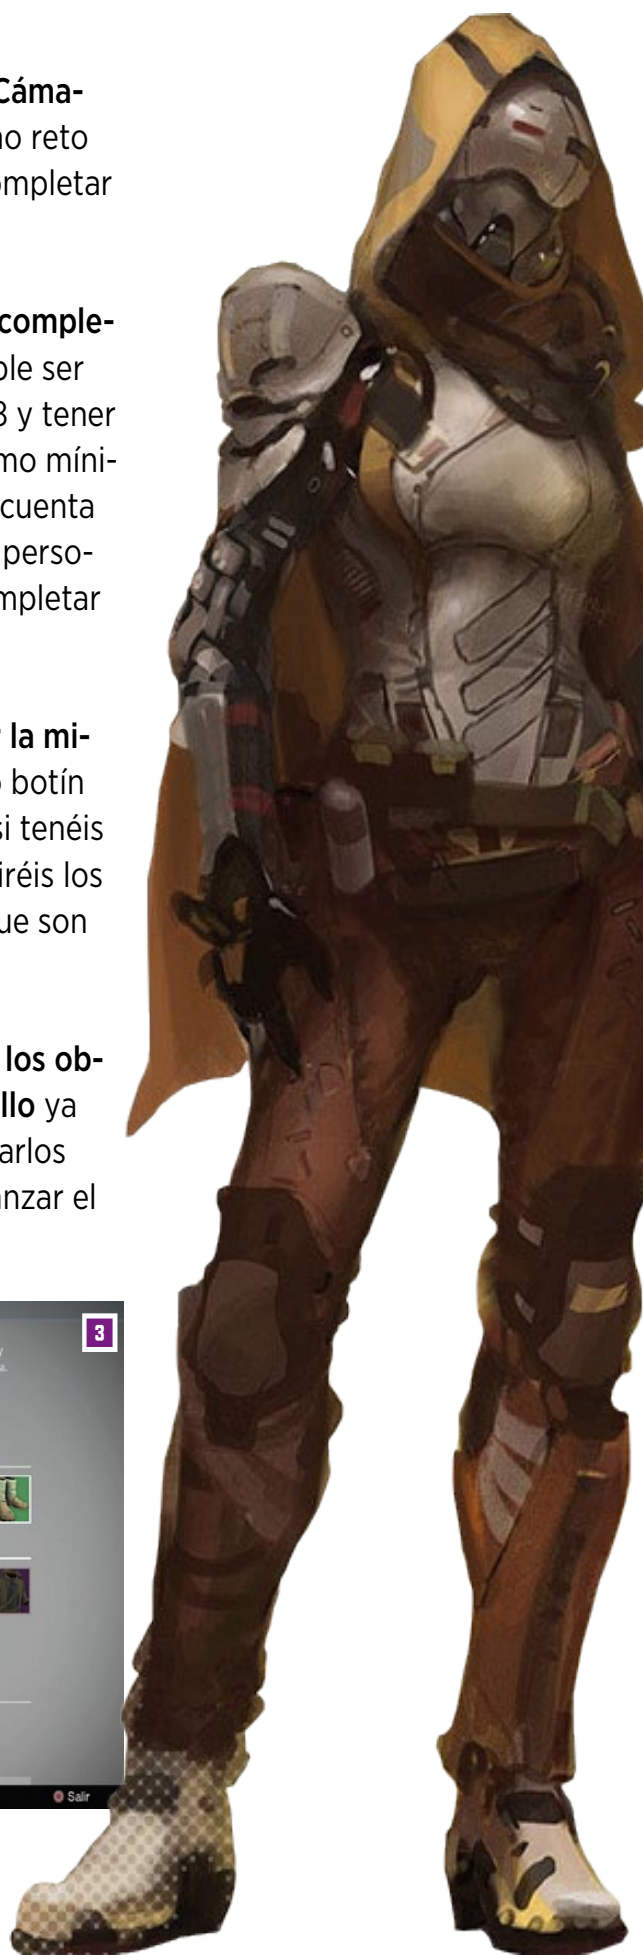 Cáma-
no reto
ompletar
comple-
ble ser
3 y tener
mo míni-
cuenta
perso-
mpletar
r la mi-
o botín
si tenéis
iréis los
ue son
los ob-
llo ya
arlos
nzar el
3
y
a.
Salir